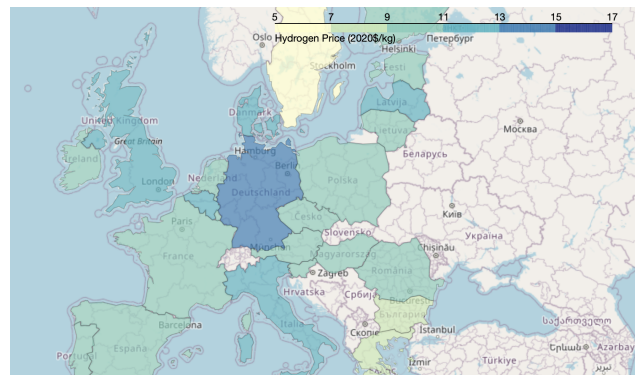 5 7 9 11 13 15 17
Hydrogen Price (2020$/kg)
Oslo
Петербург
Helsinki
Stockholm
Eesti
Danmark
Latvija
United Kingdom
Lietuva
Great Britain
Москва
Ireland
Hamburg
Беларусь
Nederland
Berlin
London
Polska
Deutschland
Київ
Česko
Paris
Slovensko
Україна
München
Chișinău
France
Magyarország
România
Zagreb
Hrvatska
Србија
București
Barcelona
Italia
България
საქართველო
Portugal
España
Скопје
İstanbul
İzmir
Türkiye
Azərbay